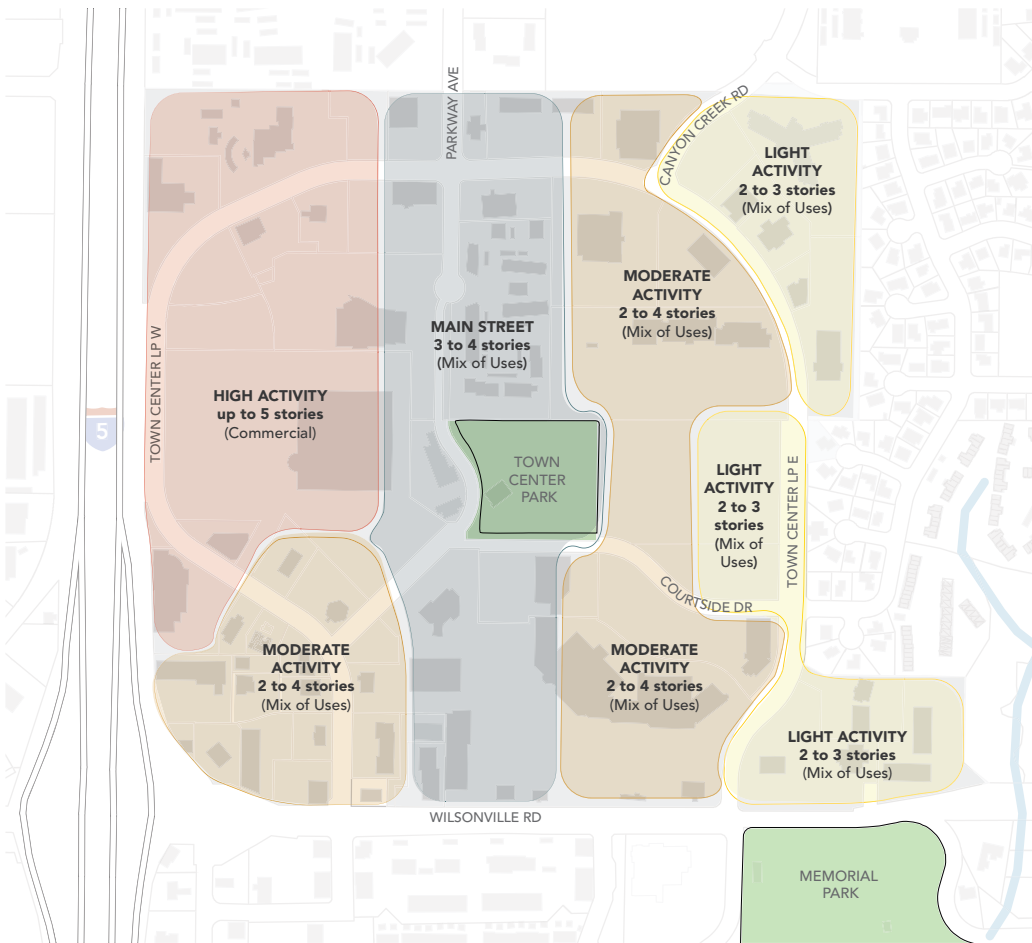 PARKWAY AVE
CANYON CREEK RD
LIGHT
ACTIVITY
2 to 3 stories
(Mix of Uses)
MODERATE
ACTIVITY
2 to 4 stories
(Mix of Uses)
MAIN STREET
3 to 4 stories
(Mix of Uses)
TOWN CENTER LP W
HIGH ACTIVITY
up to 5 stories
(Commercial)
5
TOWN
CENTER
PARK
LIGHT
ACTIVITY
2 to 3
stories
(Mix of
Uses)
TOWN CENTER LP E
COURTSIDE DR
MODERATE
ACTIVITY
2 to 4 stories
(Mix of Uses)
MODERATE
ACTIVITY
2 to 4 stories
(Mix of Uses)
LIGHT ACTIVITY
2 to 3 stories
(Mix of Uses)
WILSONVILLE RD
MEMORIAL
PARK